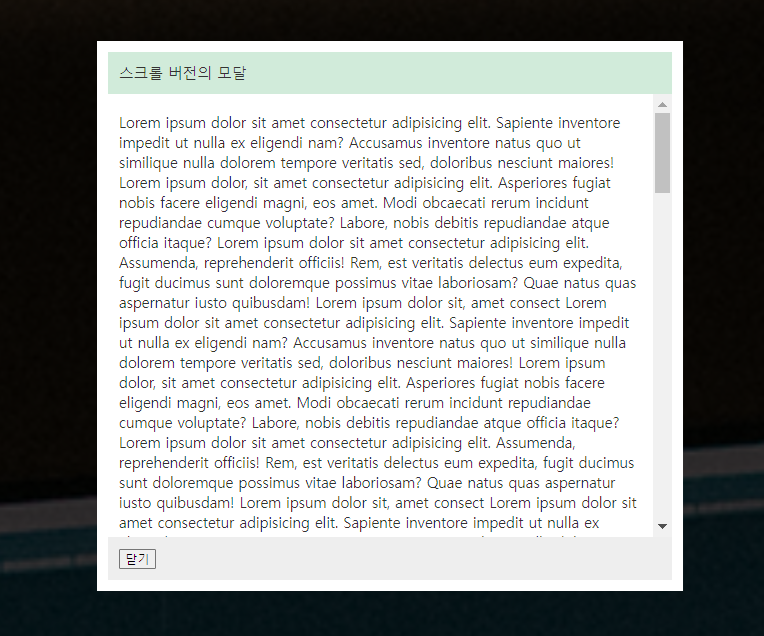 스크롤 버전의 모달
Lorem ipsum dolor sit amet consectetur adipisicing elit. Sapiente inventore
impedit ut nulla ex eligendi nam? Accusamus inventore natus quo ut
similique nulla dolorem tempore veritatis sed, doloribus nesciunt maiores!
Lorem ipsum dolor, sit amet consectetur adipisicing elit. Asperiores fugiat
nobis facere eligendi magni, eos amet. Modi obcaecati rerum incidunt
repudiandae cumque voluptate? Labore, nobis debitis repudiandae atque
officia itaque? Lorem ipsum dolor sit amet consectetur adipisicing elit.
Assumenda, reprehenderit officiis! Rem, est veritatis delectus eum expedita,
fugit ducimus sunt doloremque possimus vitae laboriosam? Quae natus quas
aspernatur iusto quibusdam! Lorem ipsum dolor sit, amet consect Lorem
ipsum dolor sit amet consectetur adipisicing elit. Sapiente inventore impedit
ut nulla ex eligendi nam? Accusamus inventore natus quo ut similique nulla
dolorem tempore veritatis sed, doloribus nesciunt maiores! Lorem ipsum
dolor, sit amet consectetur adipisicing elit. Asperiores fugiat nobis facere
eligendi magni, eos amet. Modi obcaecati rerum incidunt repudiandae
cumque voluptate? Labore, nobis debitis repudiandae atque officia itaque?
Lorem ipsum dolor sit amet consectetur adipisicing elit. Assumenda,
reprehenderit officiis! Rem, est veritatis delectus eum expedita, fugit ducimus
sunt doloremque possimus vitae laboriosam? Quae natus quas aspernatur
iusto quibusdam! Lorem ipsum dolor sit, amet consect Lorem ipsum dolor sit
amet consectetur adipisicing elit. Sapiente inventore impedit ut nulla ex
닫기